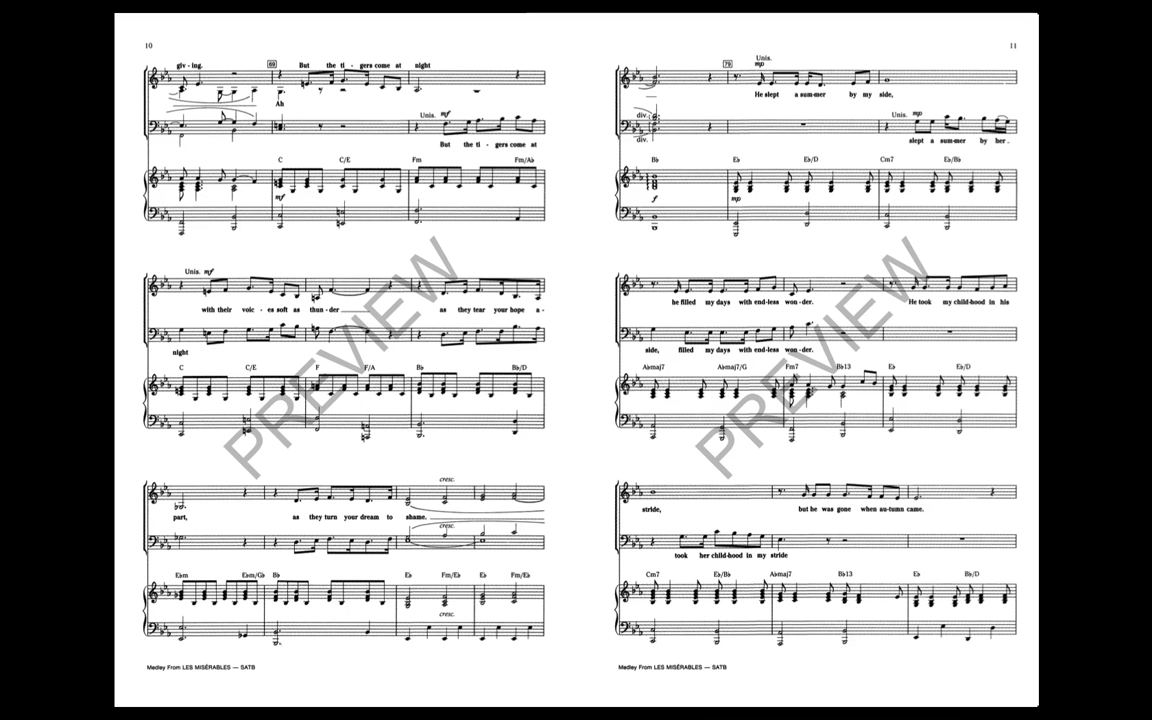 10
giv - ing.
69
But the ti - gers come at night
Ah
Unis. mf
But the ti - gers come at
C C/E Fm Fm/A♭
mf
Unis. mf
with their voic - es soft as thun - der as they tear your hope a -
night
C C/E F F/A B♭ B♭/D
cresc.
part, as they turn your dream to shame.
cresc.
E♭m E♭m/G♭ B♭ E♭ Fm/E♭ E♭ Fm/E♭
cresc.
Medley From LES MISÉRABLES — SATB
11
79
Unis.
mp
He slept a sum-mer by my side,
div.
Unis. mp
div.
slept a sum-mer by her
B♭ E♭ E♭/D Cm7 E♭/B♭
f mp
he filled my days with end-less won-der. He took my child-hood in his
side, filled my days with end-less won-der.
A♭maj7 A♭maj7/G Fm7 B♭13 E♭ E♭/D
stride, but he was gone when au-tumn came.
took her child-hood in my stride
Cm7 E♭/B♭ A♭maj7 B♭13 E♭ B♭/D
Medley From LES MISÉRABLES — SATB
PREVIEW
PREVIEW